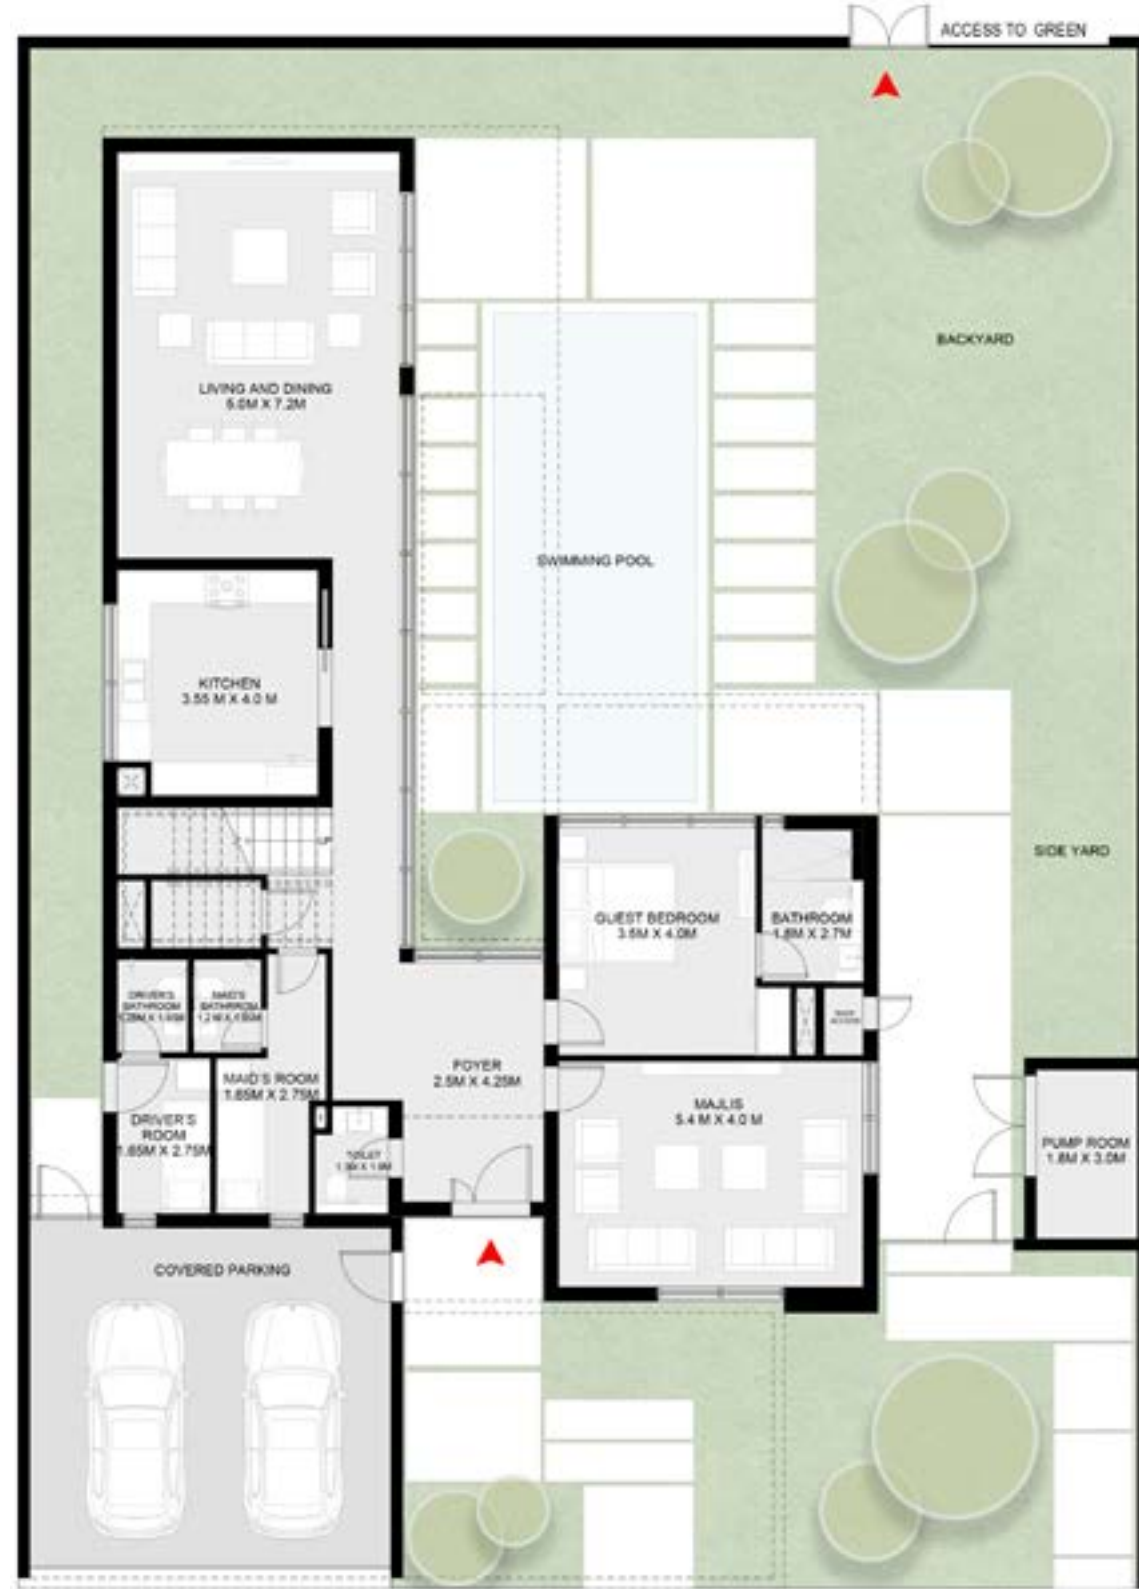 ACCESS TO GREEN
BACKYARD
LIVING AND DINING
5.0M X 7.2M
SWIMMING POOL
KITCHEN
3.55 M X 4.0 M
SIDE YARD
GUEST BEDROOM
3.5M X 4.0M
BATHROOM
1.8M X 2.7M
DRIVER'S
BATHROOM
MAID'S
BATHRROM
FOYER
2.5M X 4.25M
MAID'S ROOM
1.65M X 2.75M
MAJLIS
5.4 M X 4.0 M
DRIVER'S
ROOM
1.65M X 2.75M
PUMP ROOM
1.8M X 3.0M
TOILET
COVERED PARKING